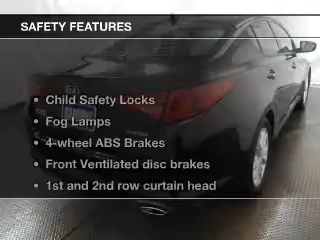 SAFETY FEATURES
• Child Safety Locks
• Fog Lamps
• 4-wheel ABS Brakes
• Front Ventilated disc brakes
• 1st and 2nd row curtain head
KIA